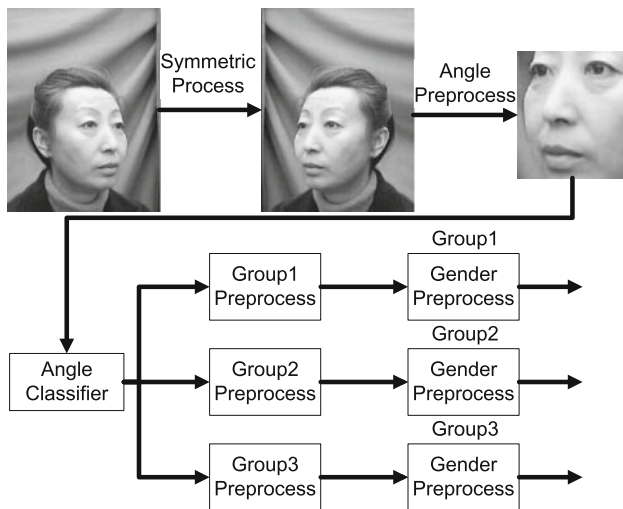 Symmetric
Process
Angle
Preprocess
Group1
Group1
Preprocess
Gender
Preprocess
Group2
Angle
Classifier
Group2
Preprocess
Gender
Preprocess
Group3
Group3
Preprocess
Gender
Preprocess